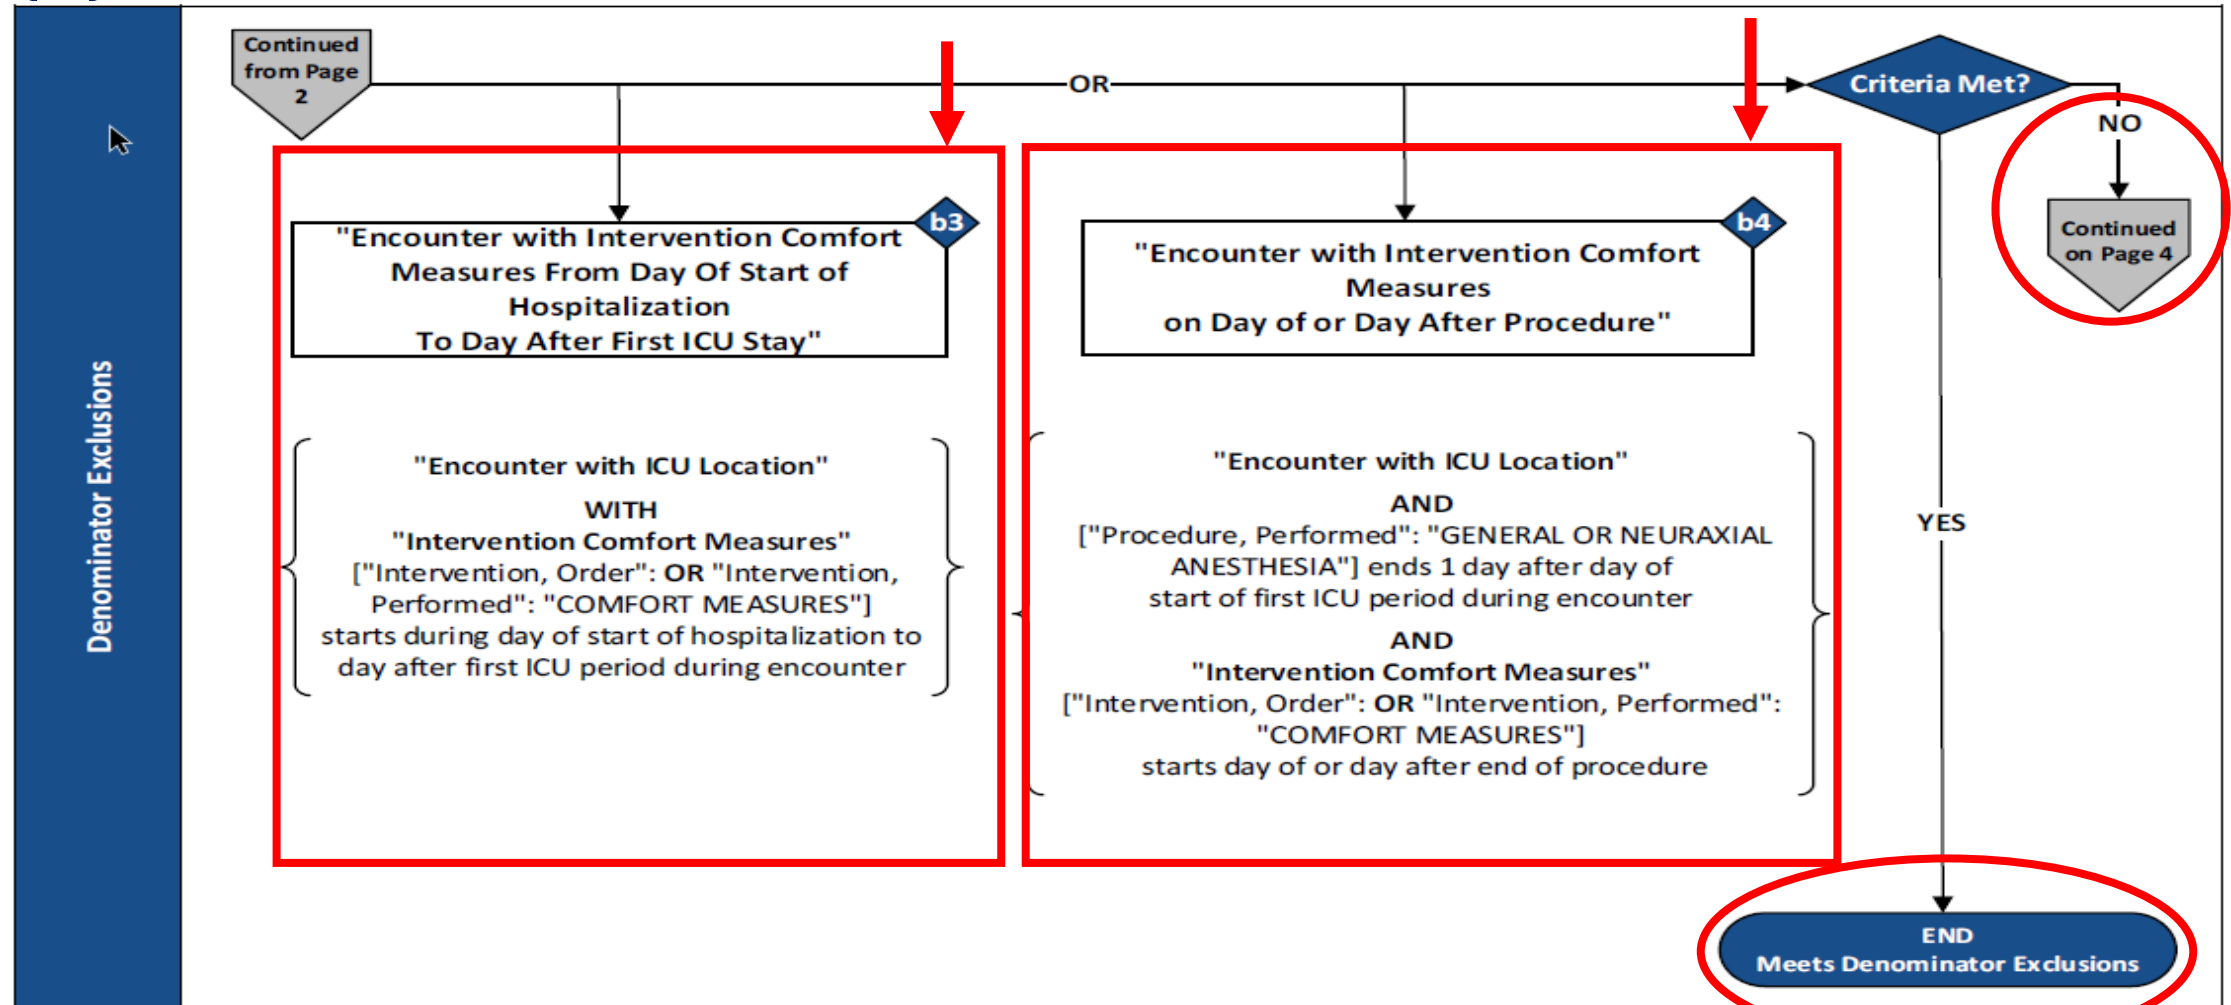 Denominator Exclusions
Continued
from Page
2
OR
Criteria Met?
NO
Continued
on Page 4
YES
b3
"Encounter with Intervention Comfort
Measures From Day Of Start of
Hospitalization
To Day After First ICU Stay"
"Encounter with ICU Location"
WITH
"Intervention Comfort Measures"
["Intervention, Order": OR "Intervention,
Performed": "COMFORT MEASURES"]
starts during day of start of hospitalization to
day after first ICU period during encounter
b4
"Encounter with Intervention Comfort
Measures
on Day of or Day After Procedure"
"Encounter with ICU Location"
AND
["Procedure, Performed": "GENERAL OR NEURAXIAL
ANESTHESIA"] ends 1 day after day of
start of first ICU period during encounter
AND
"Intervention Comfort Measures"
["Intervention, Order": OR "Intervention, Performed":
"COMFORT MEASURES"]
starts day of or day after end of procedure
END
Meets Denominator Exclusions